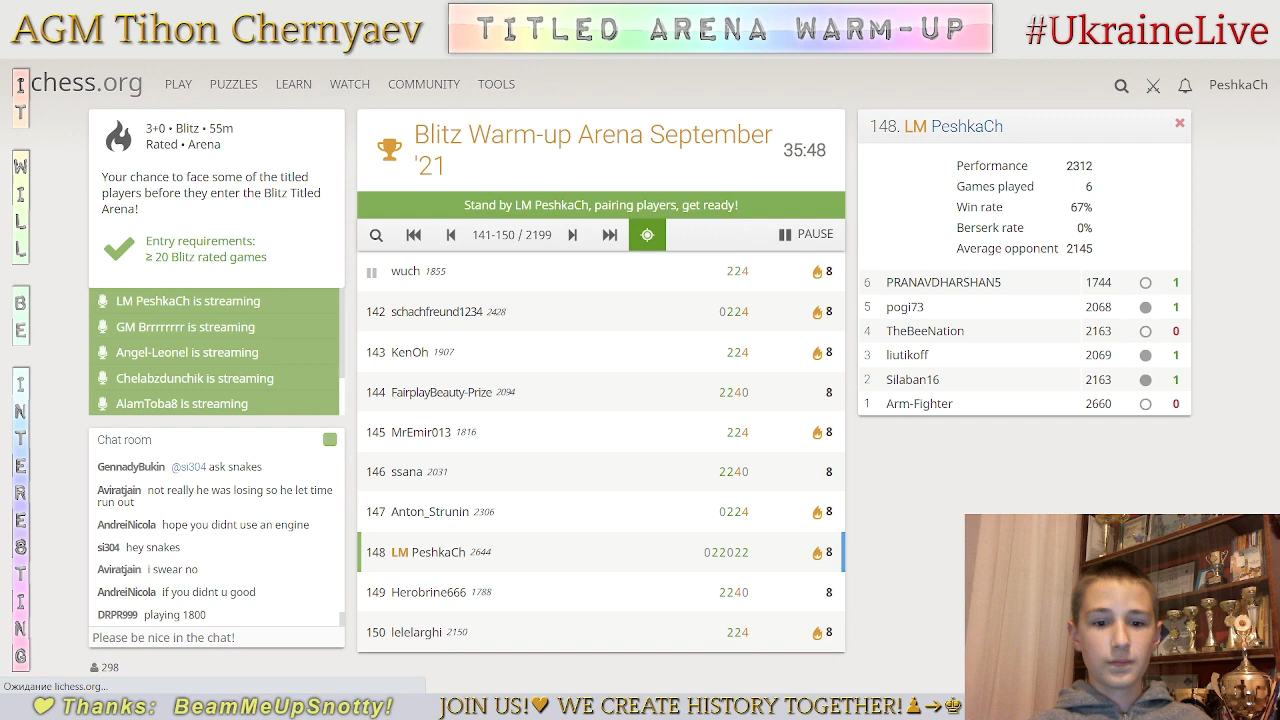 AGM Tihon Chernyaev
TITLED ARENA WARM-UP
#UkraineLive
IT
WILL
BE
INTERESTING
ichess.org
PLAY
PUZZLES
LEARN
WATCH
COMMUNITY
TOOLS
PeshkaCh
3+0 • Blitz • 55m
Rated • Arena
Your chance to face some of the titled
players before they enter the Blitz Titled
Arena!
Entry requirements:
≥ 20 Blitz rated games
LM PeshkaCh is streaming
GM Brrrrrrrr is streaming
Angel-Leonel is streaming
Chelabzdunchik is streaming
AlamToba8 is streaming
Chat room
GennadyBukin @si304 ask snakes
Aviratjain not really he was losing so he let time
run out
AndreiNicola hope you didnt use an engine
si304 hey snakes
Aviratjain i swear no
AndreiNicola if you didnt u good
DRPR999 playing 1800
Please be nice in the chat!
298
Ожидание lichess.org...
Blitz Warm-up Arena September
'21
35:48
Stand by LM PeshkaCh, pairing players, get ready!
141-150 / 2199
PAUSE
wuch 1855 224 8
142 schachfreund1234 2428 0224 8
143 KenOh 1907 224 8
144 FairplayBeauty-Prize 2094 2240 8
145 MrEmir013 1816 224 8
146 ssana 2031 2240 8
147 Anton_Strunin 2306 0224 8
148 LM PeshkaCh 2644 022022 8
149 Herobrine666 1788 2240 8
150 lelelarghi 2150 224 8
148. LM PeshkaCh
Performance 2312
Games played 6
Win rate 67%
Berserk rate 0%
Average opponent 2145
6 PRANAVDHARSHAN5 1744 1
5 pogi73 2068 1
4 TheBeeNation 2163 0
3 liutikoff 2069 1
2 Silaban16 2163 1
1 Arm-Fighter 2660 0
Thanks: BeamMeUpSnotty!
JOIN US!♥ WE CREATE HISTORY TOGETHER!♟→♚